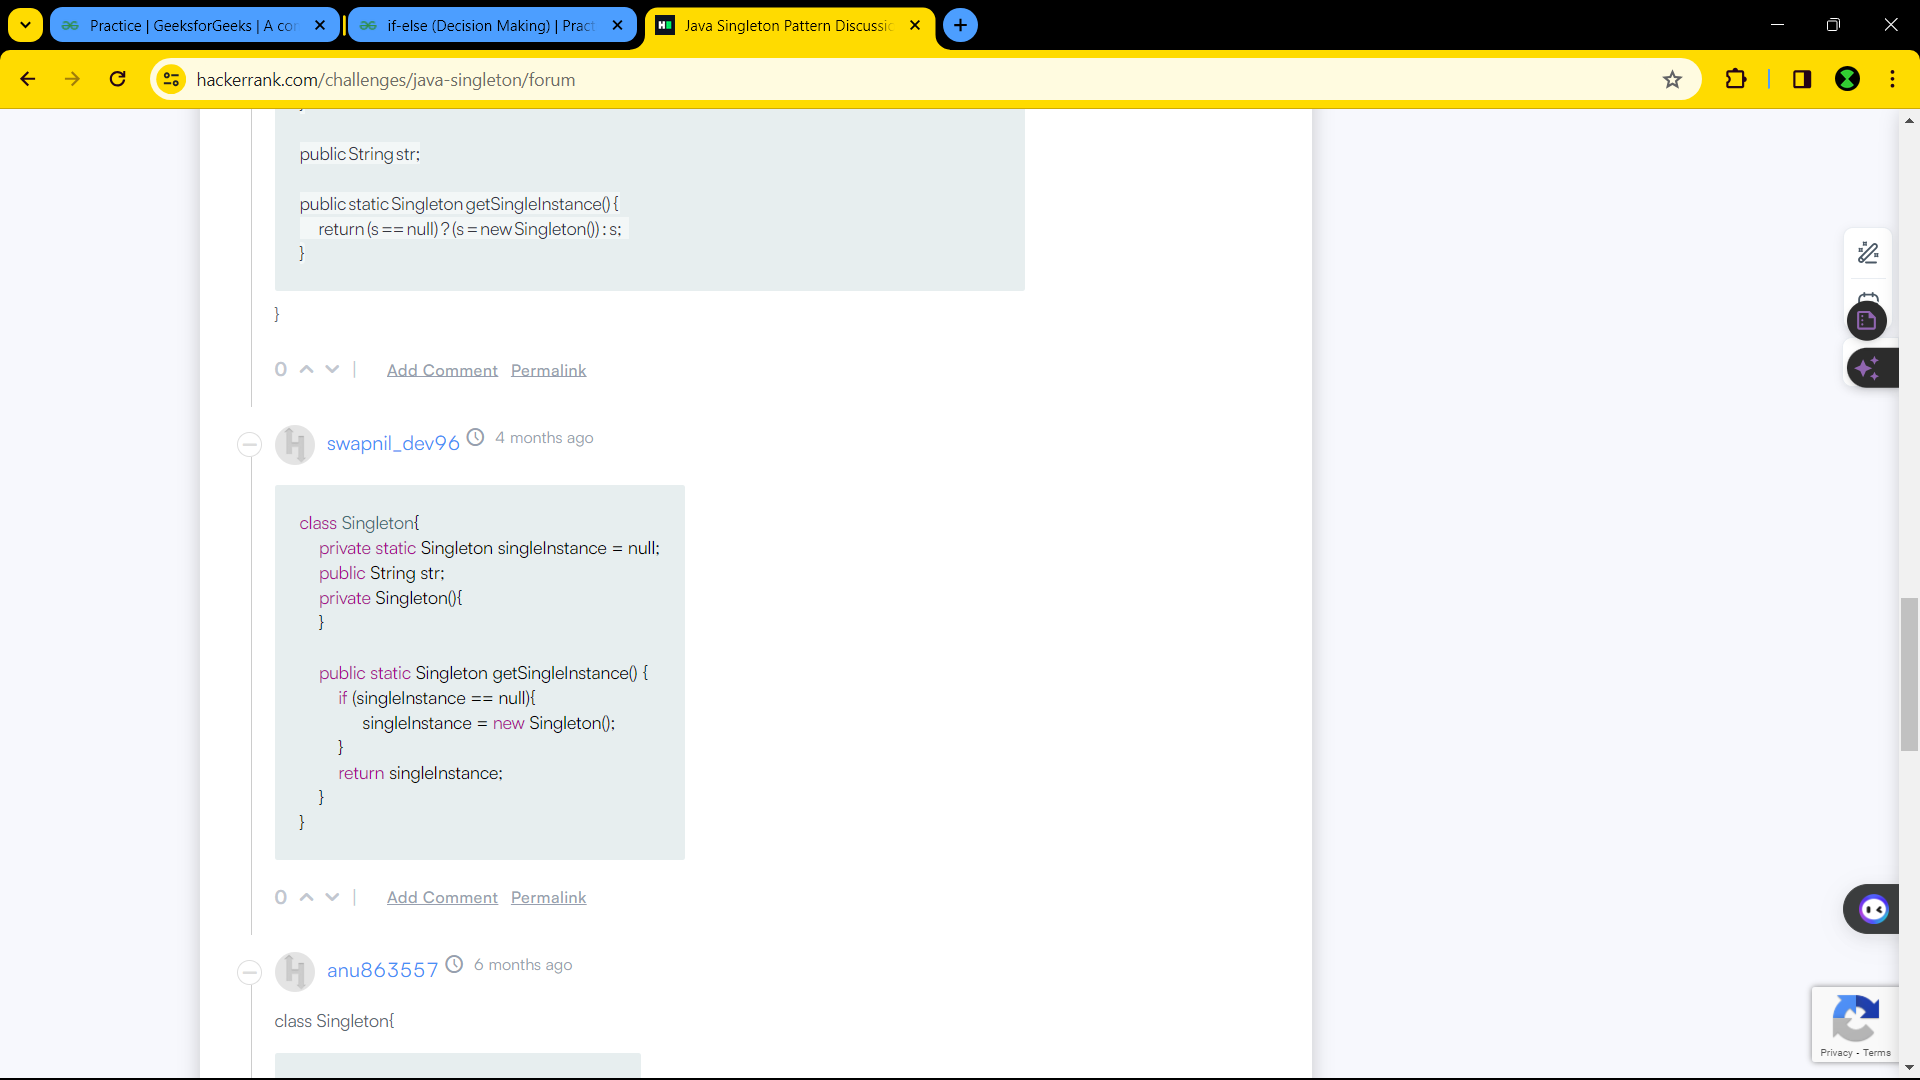 Practice | GeeksforGeeks | A co
if-else (Decision Making) | Pract
Java Singleton Pattern Discussio
hackerrank.com/challenges/java-singleton/forum
public String str;
public static Singleton getSingleInstance() {
return (s == null) ? (s = new Singleton()) : s;
}
}
0 | Add Comment Permalink
swapnil_dev96 4 months ago
class Singleton{
private static Singleton singleInstance = null;
public String str;
private Singleton(){
}
public static Singleton getSingleInstance() {
if (singleInstance == null){
singleInstance = new Singleton();
}
return singleInstance;
}
}
0 | Add Comment Permalink
anu863557 6 months ago
class Singleton{
Privacy - Terms